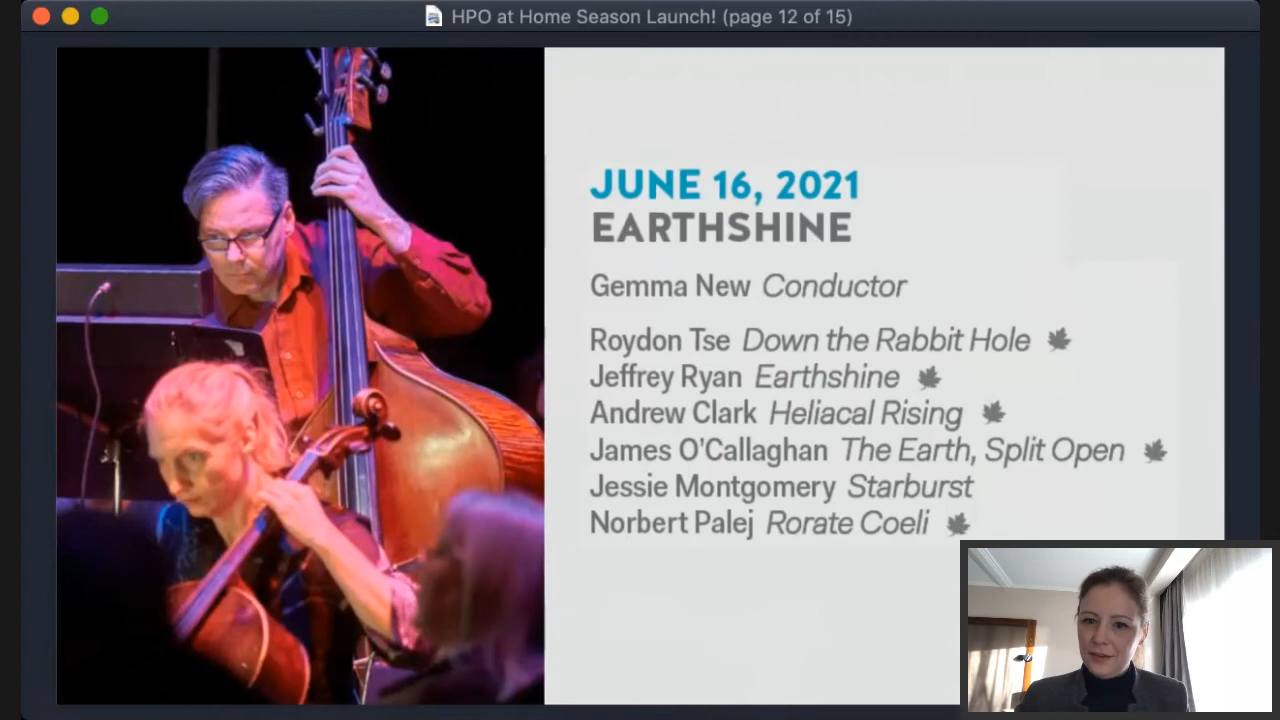 HPO at Home Season Launch! (page 12 of 15)
JUNE 16, 2021
EARTHSHINE
Gemma New Conductor
Roydon Tse Down the Rabbit Hole
Jeffrey Ryan Earthshine
Andrew Clark Heliacal Rising
James O'Callaghan The Earth, Split Open
Jessie Montgomery Starburst
Norbert Palej Rorate Coeli